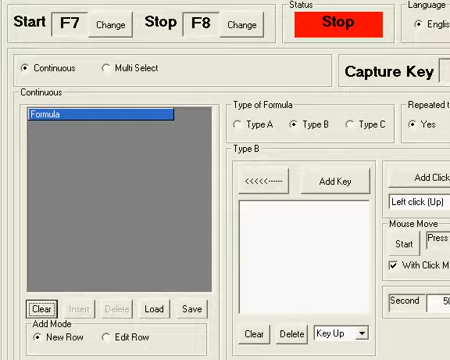 Status
Language
Start F7 Change Stop F8 Change Stop
Continuous Multi Select
Capture Key
Continuous
Formula
Type of Formula
Repeated
Type A Type B Type C Yes
Type B
<<<<<------ Add Key Add Click
Left click (Up)
Mouse Move
Start Press
With Click
Second
Clear Insert Delete Load Save
Add Mode
New Row Edit Row
Clear Delete Key Up